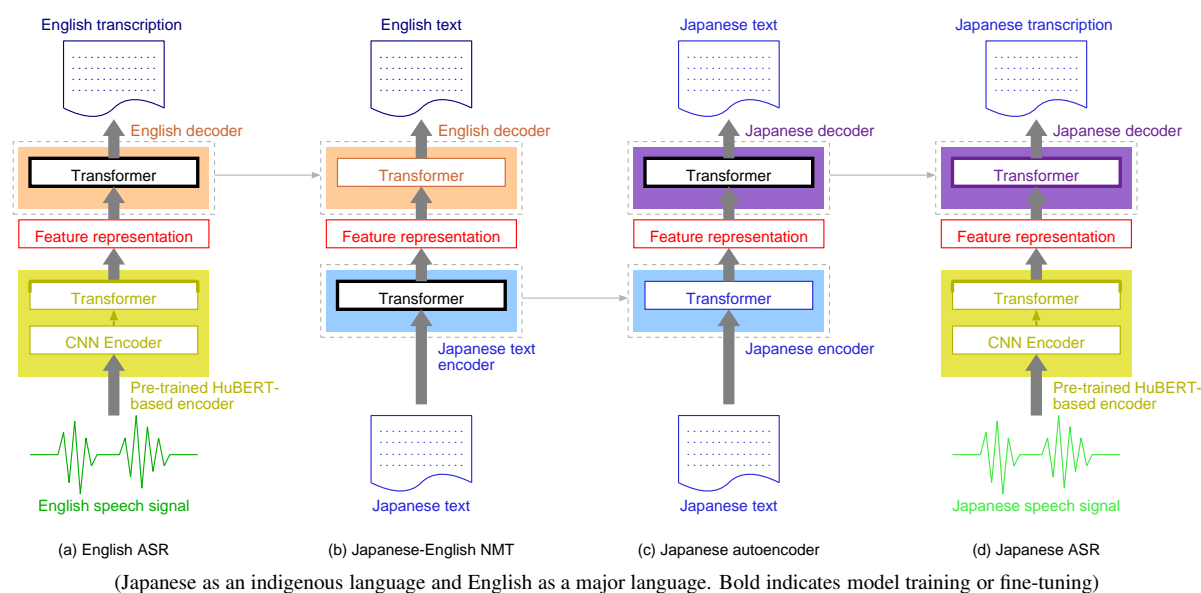 English transcription
English text
Japanese text
Japanese transcription
English decoder
English decoder
Japanese decoder
Japanese decoder
Transformer
Transformer
Transformer
Transformer
Feature representation
Feature representation
Feature representation
Feature representation
Transformer
Transformer
Transformer
Transformer
CNN Encoder
Japanese text
encoder
Japanese encoder
CNN Encoder
Pre-trained HuBERT-
based encoder
Pre-trained HuBERT-
based encoder
English speech signal
Japanese text
Japanese text
Japanese speech signal
(a) English ASR
(b) Japanese-English NMT
(c) Japanese autoencoder
(d) Japanese ASR
(Japanese as an indigenous language and English as a major language. Bold indicates model training or fine-tuning)